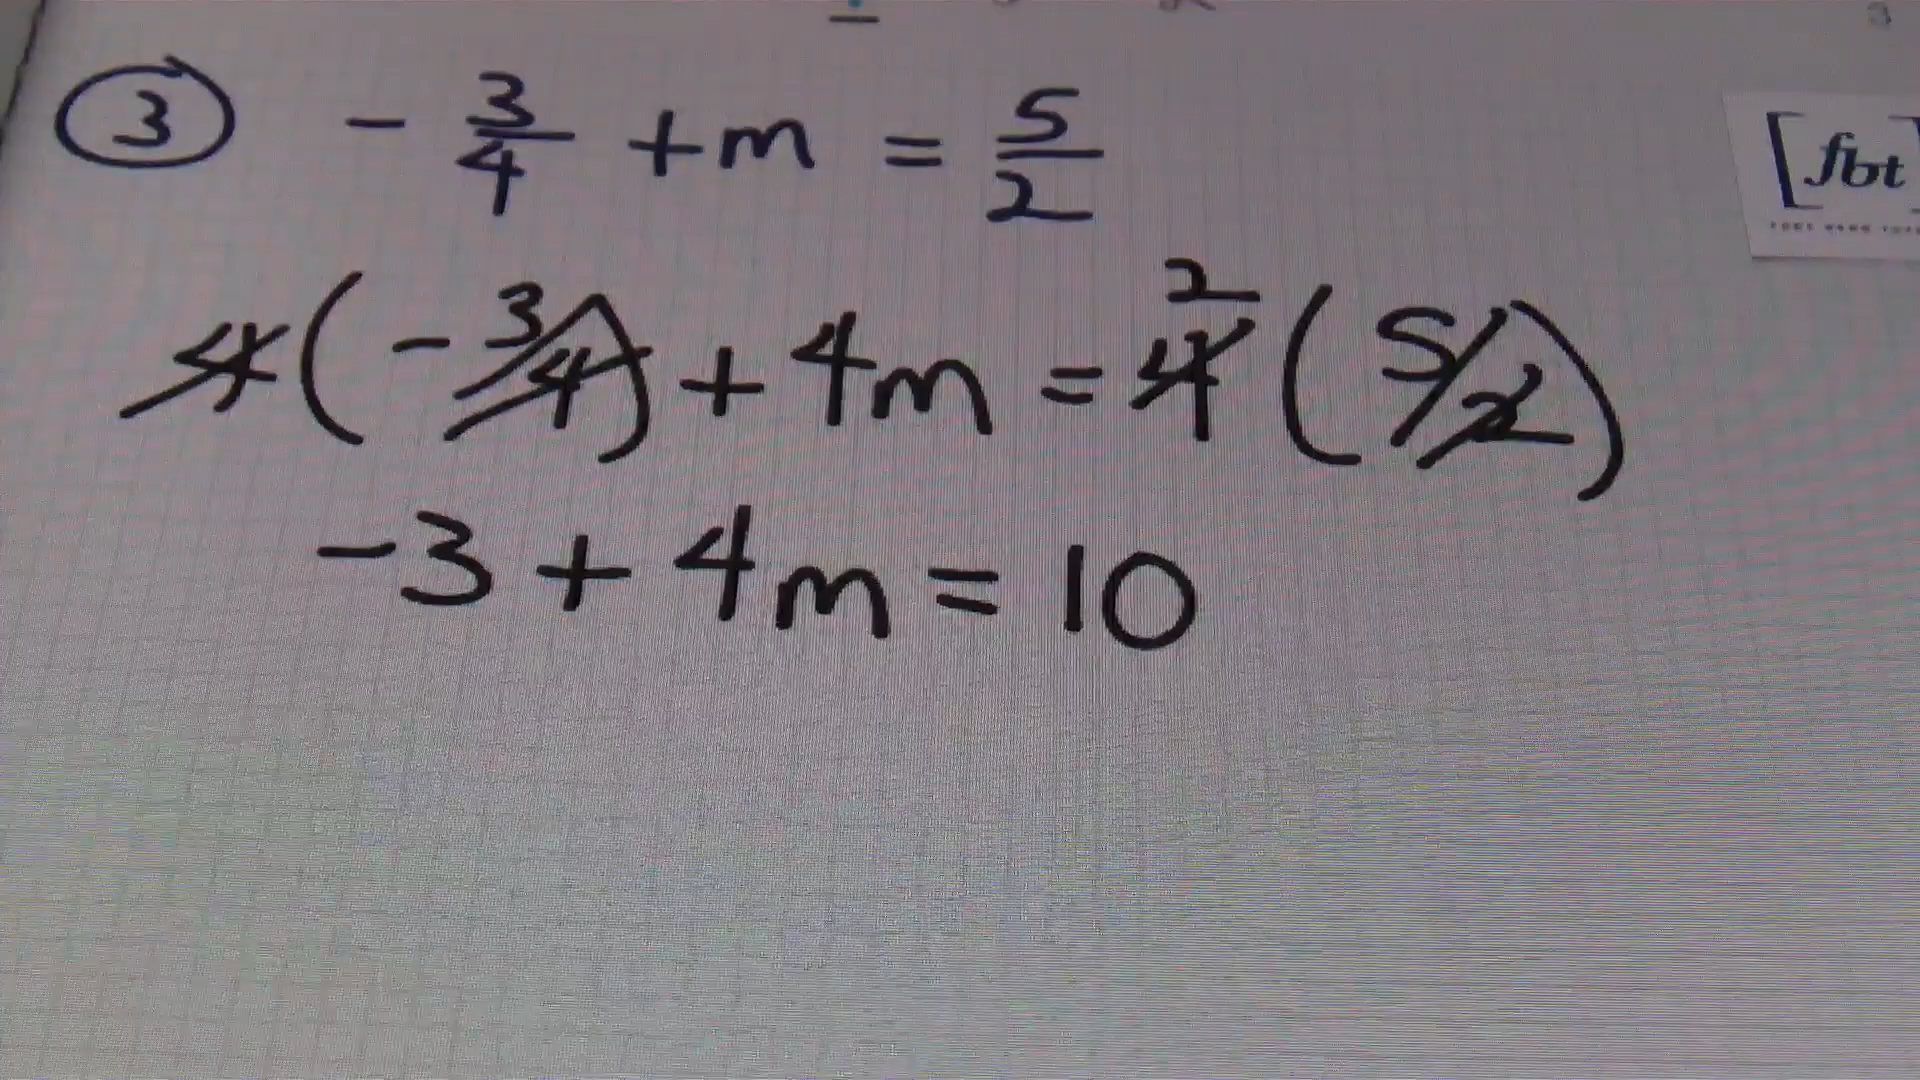 ③ - 3/4 + m = 5/2
[fbt]
4(-3/4) + 4m = 4 2 (5/2)
-3 + 4m = 10